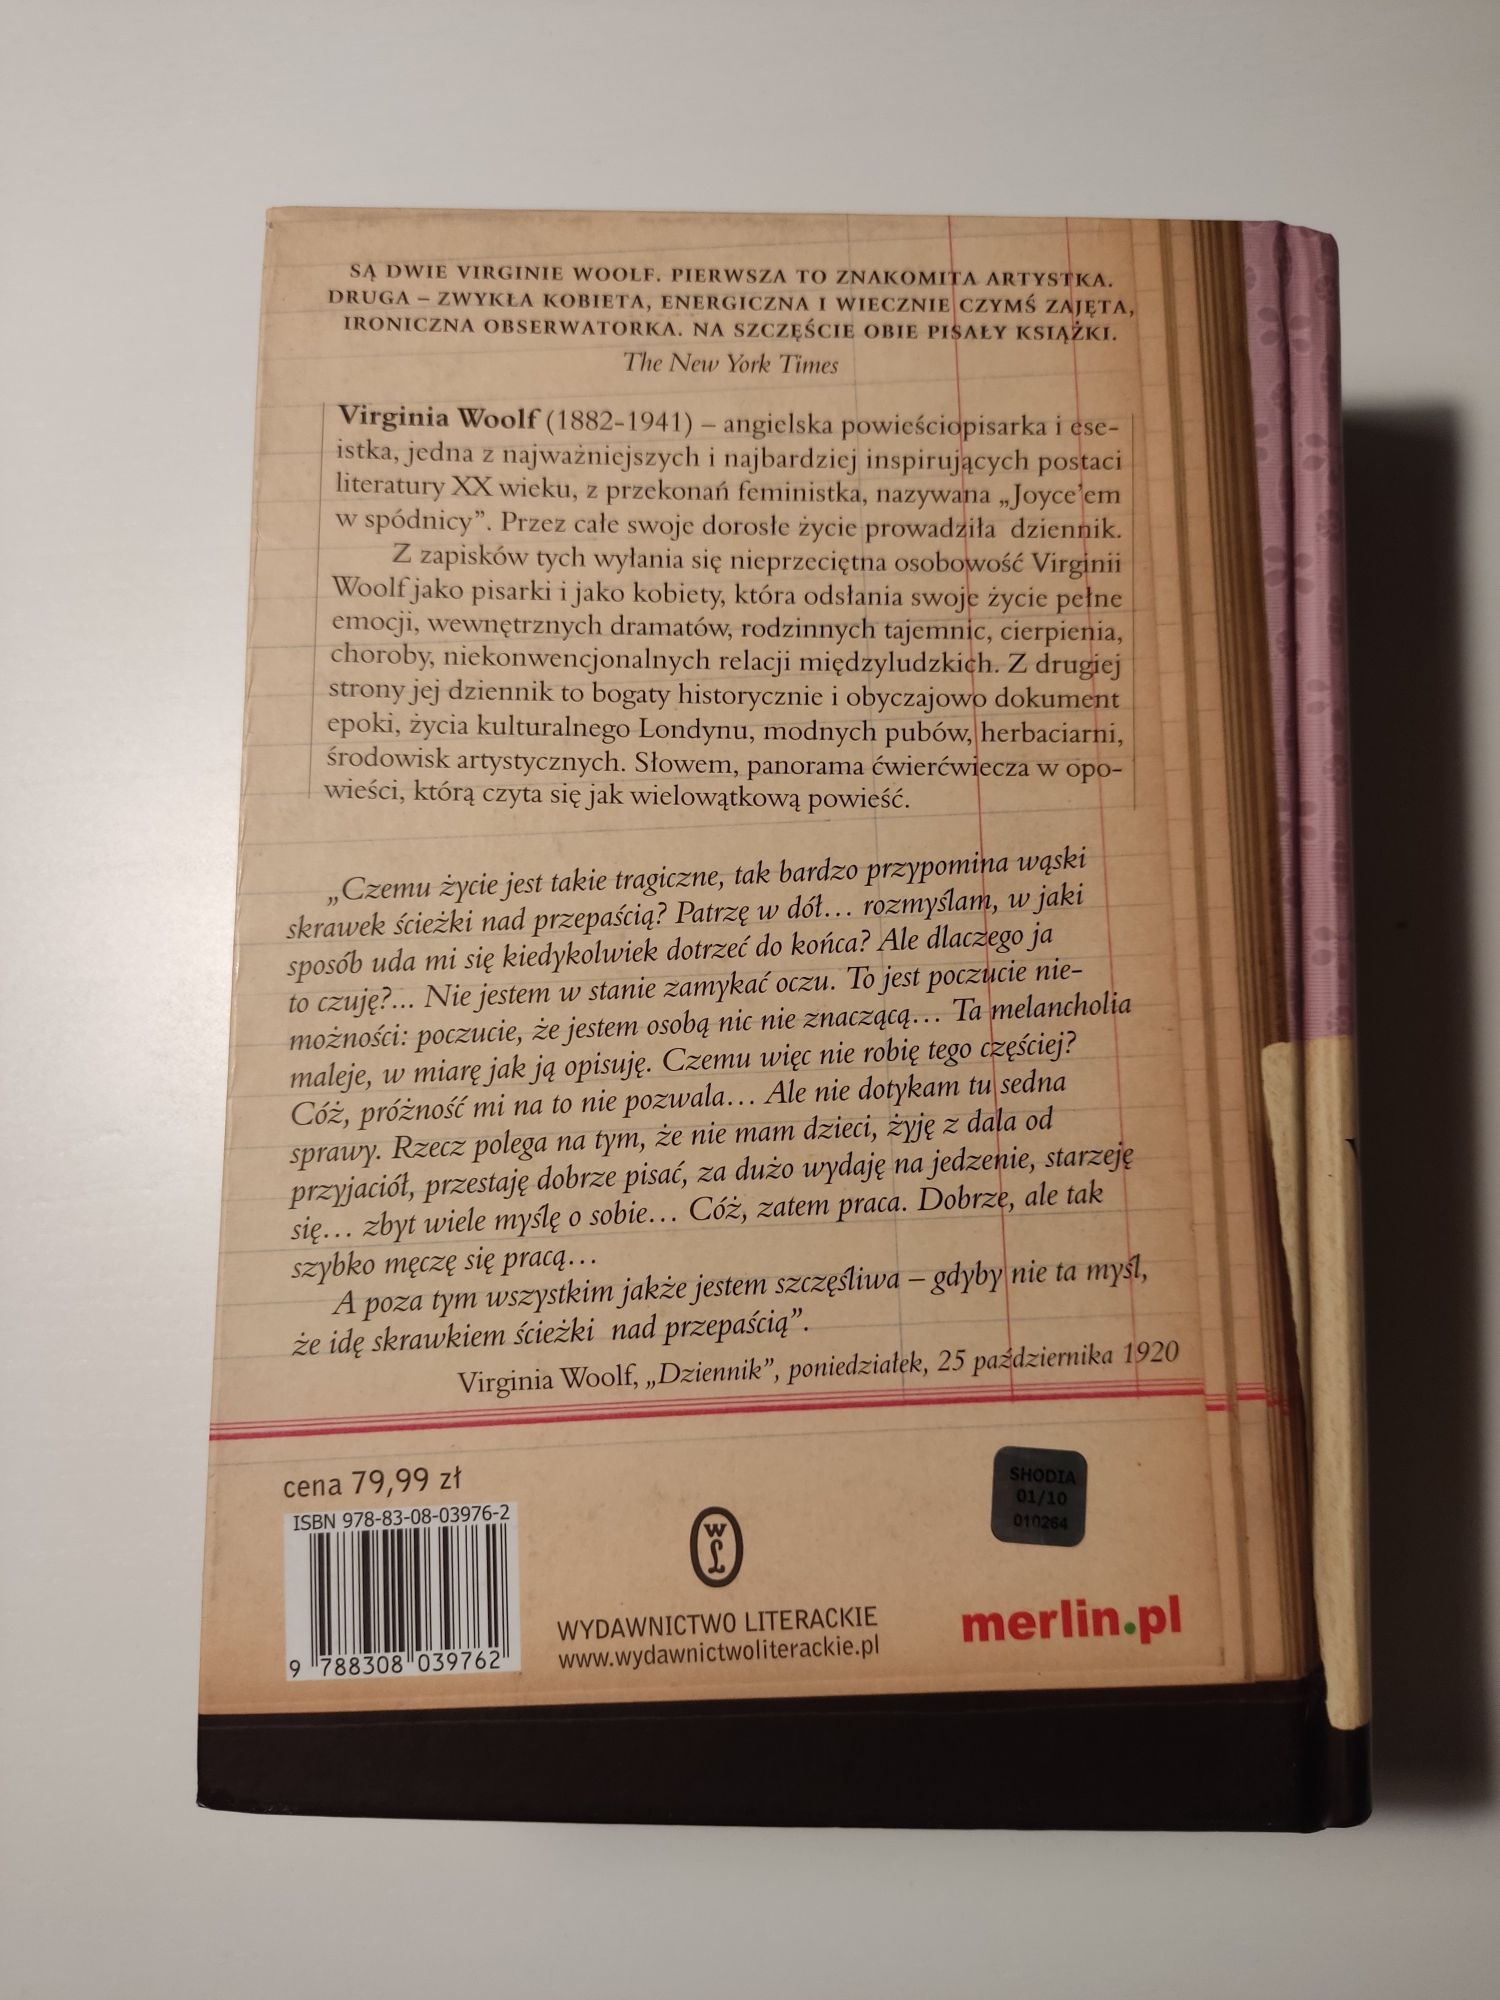 SĄ DWIE VIRGINIE WOOLF. PIERWSZA TO ZNAKOMITA ARTYSTKA.
DRUGA – ZWYKŁA KOBIETA, ENERGICZNA I WIECZNIE CZYMŚ ZAJĘTA,
IRONICZNA OBSERWATORKA. NA SZCZĘŚCIE OBIE PISAŁY KSIĄŻKI.
The New York Times
Virginia Woolf (1882-1941) – angielska powieściopisarka i ese-
istka, jedna z najważniejszych i najbardziej inspirujących postaci
literatury XX wieku, z przekonań feministka, nazywana „Joyce'em
w spódnicy”. Przez całe swoje dorosłe życie prowadziła dziennik.
Z zapisków tych wyłania się nieprzeciętna osobowość Virginii
Woolf jako pisarki i jako kobiety, która odsłania swoje życie pełne
emocji, wewnętrznych dramatów, rodzinnych tajemnic, cierpienia,
choroby, niekonwencjonalnych relacji międzyludzkich. Z drugiej
strony jej dziennik to bogaty historycznie i obyczajowo dokument
epoki, życia kulturalnego Londynu, modnych pubów, herbaciarni,
środowisk artystycznych. Słowem, panorama ćwierćwiecza w opo-
wieści, którą czyta się jak wielowątkową powieść.
„Czemu życie jest takie tragiczne, tak bardzo przypomina wąski
skrawek ścieżki nad przepaścią? Patrzę w dół... rozmyślam, w jaki
sposób uda mi się kiedykolwiek dotrzeć do końca? Ale dlaczego ja
to czuję?... Nie jestem w stanie zamykać oczu. To jest poczucie nie-
możności: poczucie, że jestem osobą nic nie znaczącą... Ta melancholia
maleje, w miarę jak ją opisuję. Czemu więc nie robię tego częściej?
Cóż, próżność mi na to nie pozwala... Ale nie dotykam tu sedna
sprawy. Rzecz polega na tym, że nie mam dzieci, żyję z dala od
przyjaciół, przestaję dobrze pisać, za dużo wydaję na jedzenie, starzeję
się... zbyt wiele myślę o sobie... Cóż, zatem praca. Dobrze, ale tak
szybko męczę się pracą...
A poza tym wszystkim jakże jestem szczęśliwa – gdyby nie ta myśl,
że idę skrawkiem ścieżki nad przepaścią”.
Virginia Woolf, „Dziennik”, poniedziałek, 25 października 1920
cena 79,99 zł
ISBN 978-83-08-03976-2
9 788308 039762
WL
WYDAWNICTWO LITERACKIE
www.wydawnictwoliterackie.pl
SHODIA
01/10
010264
merlin.pl